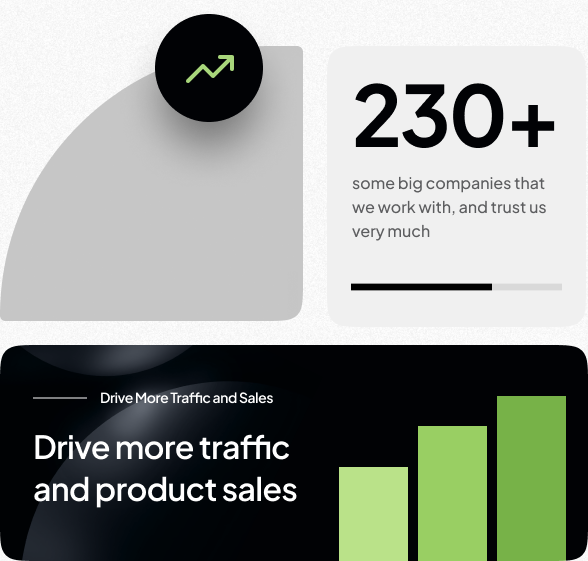 230+
some big companies that
we work with, and trust us
very much
Drive More Traffic and Sales
Drive more traffic
and product sales